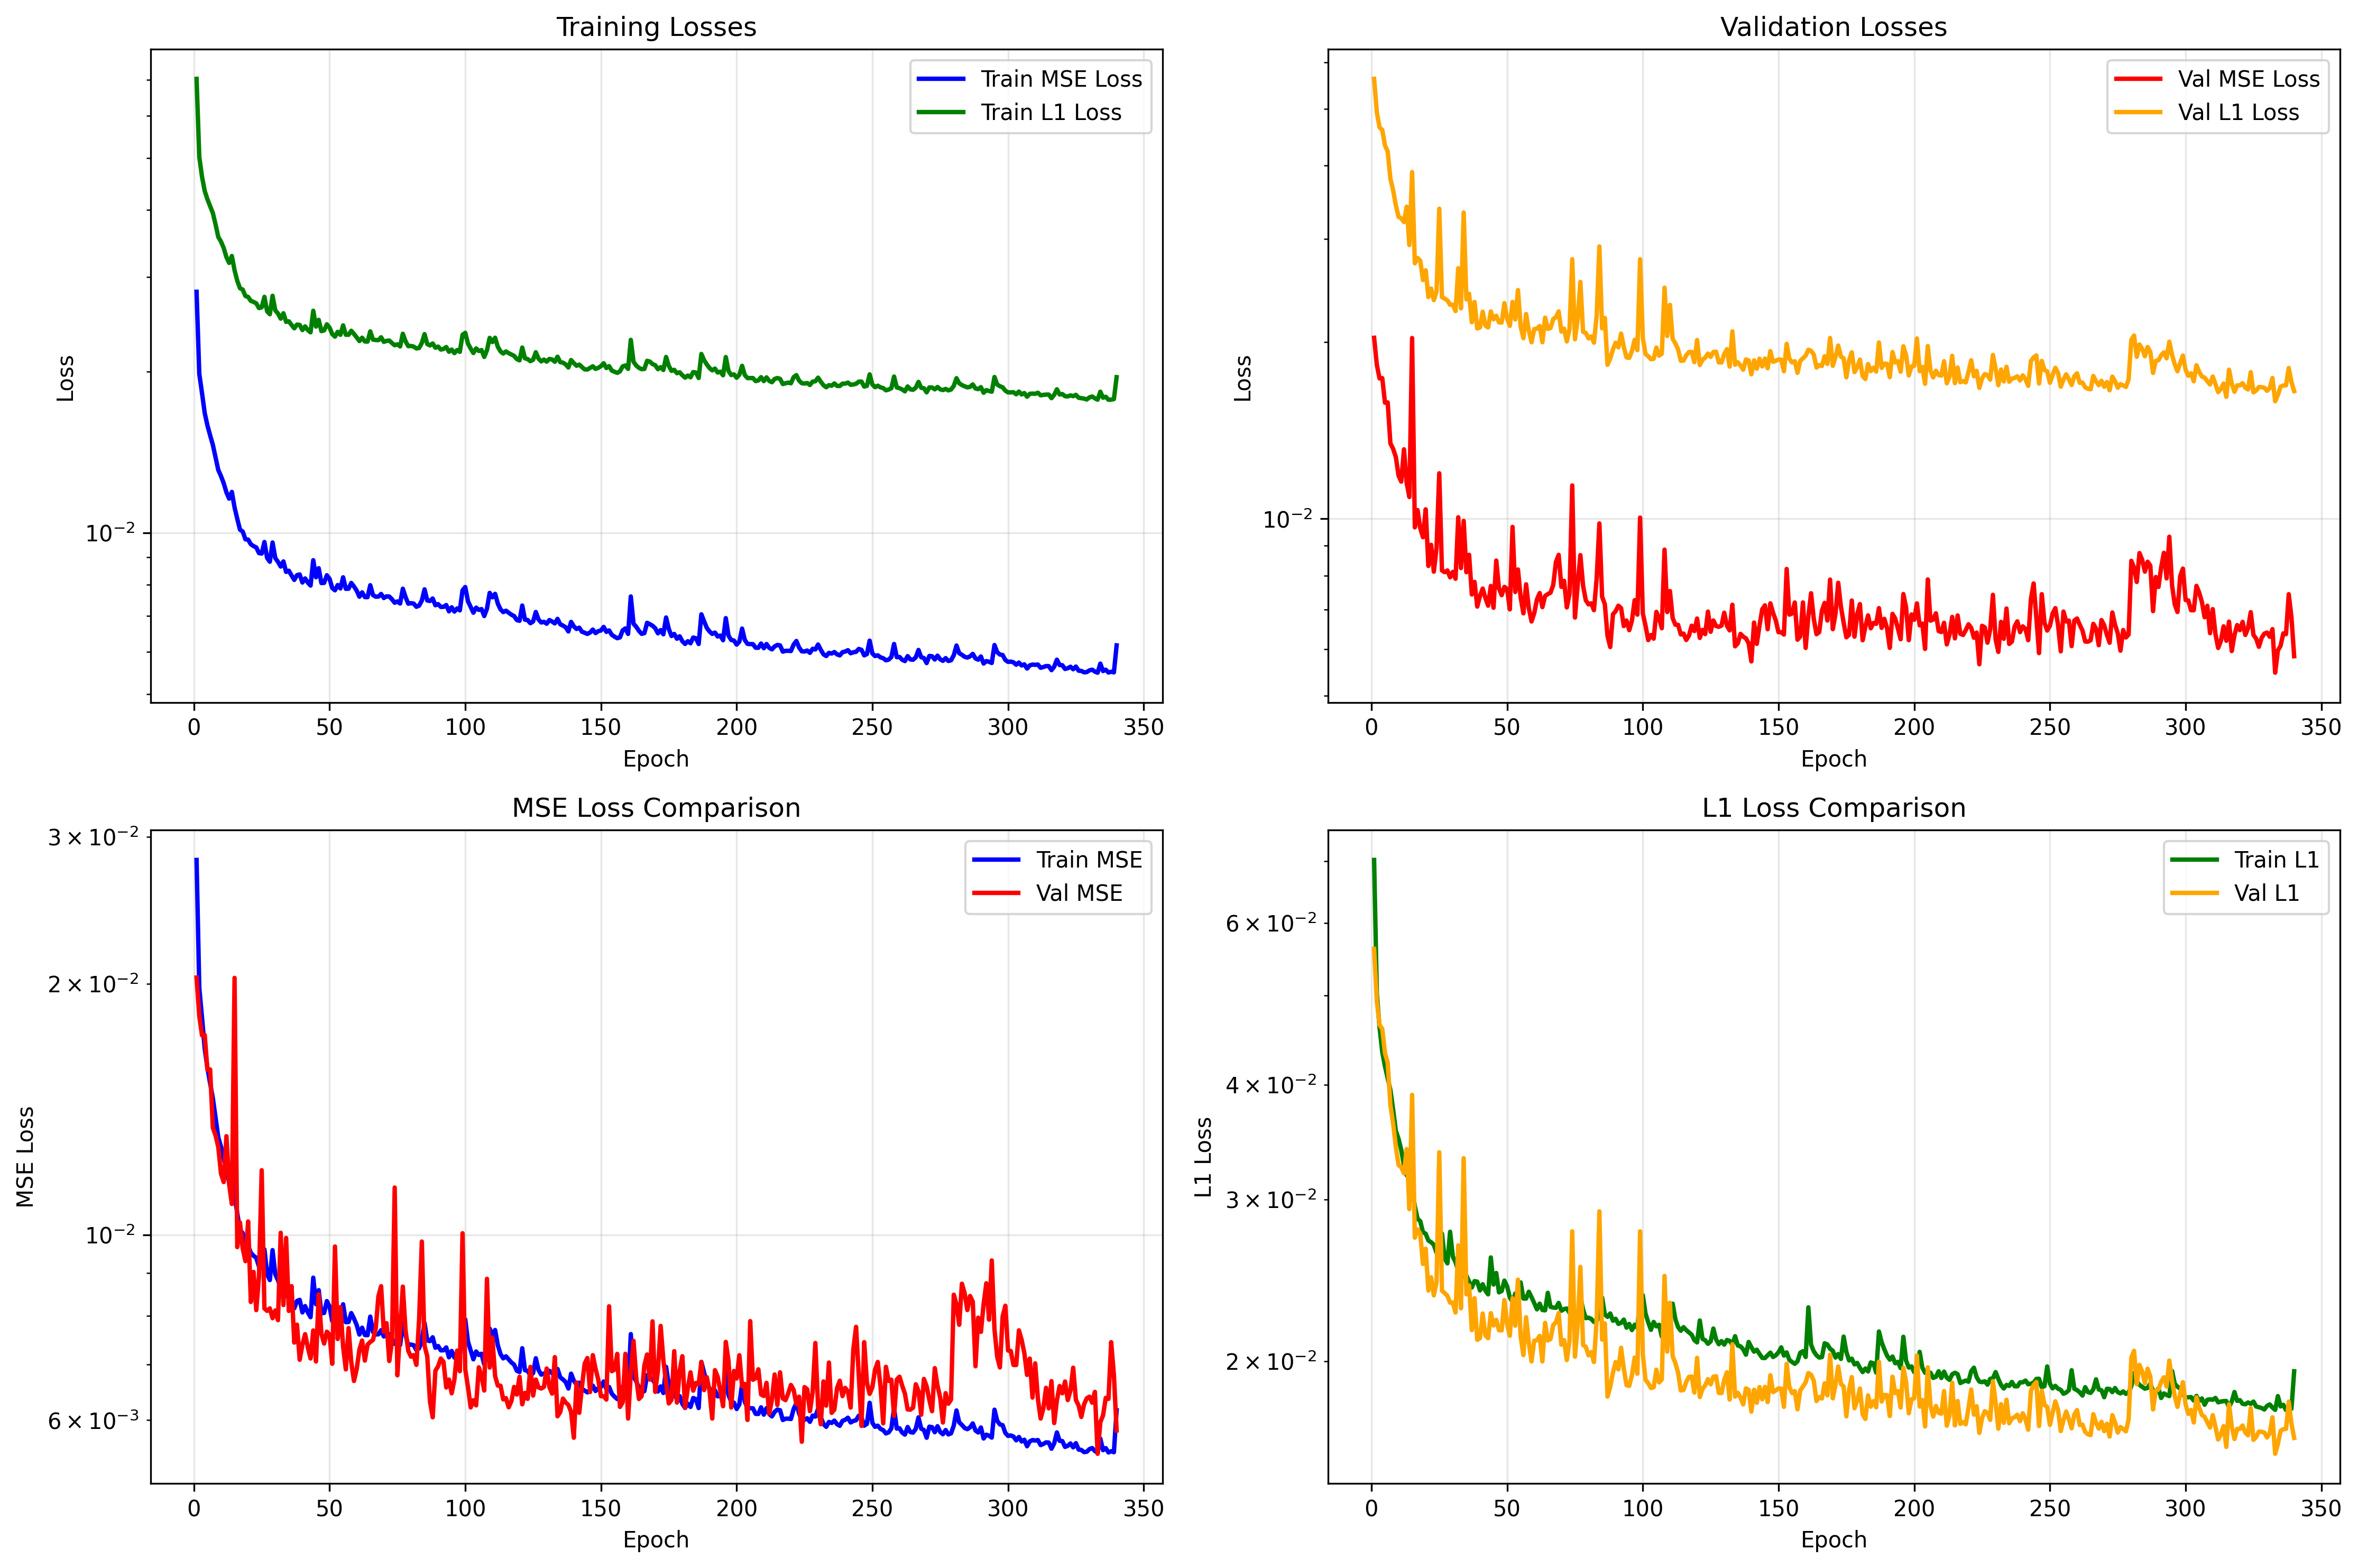 Training Losses
Loss
10⁻²
Train MSE Loss
Train L1 Loss
0 50 100 150 200 250 300 350
Epoch
Validation Losses
Loss
10⁻²
Val MSE Loss
Val L1 Loss
0 50 100 150 200 250 300 350
Epoch
MSE Loss Comparison
MSE Loss
3 × 10⁻²
2 × 10⁻²
10⁻²
6 × 10⁻³
Train MSE
Val MSE
0 50 100 150 200 250 300 350
Epoch
L1 Loss Comparison
L1 Loss
6 × 10⁻²
4 × 10⁻²
3 × 10⁻²
2 × 10⁻²
Train L1
Val L1
0 50 100 150 200 250 300 350
Epoch